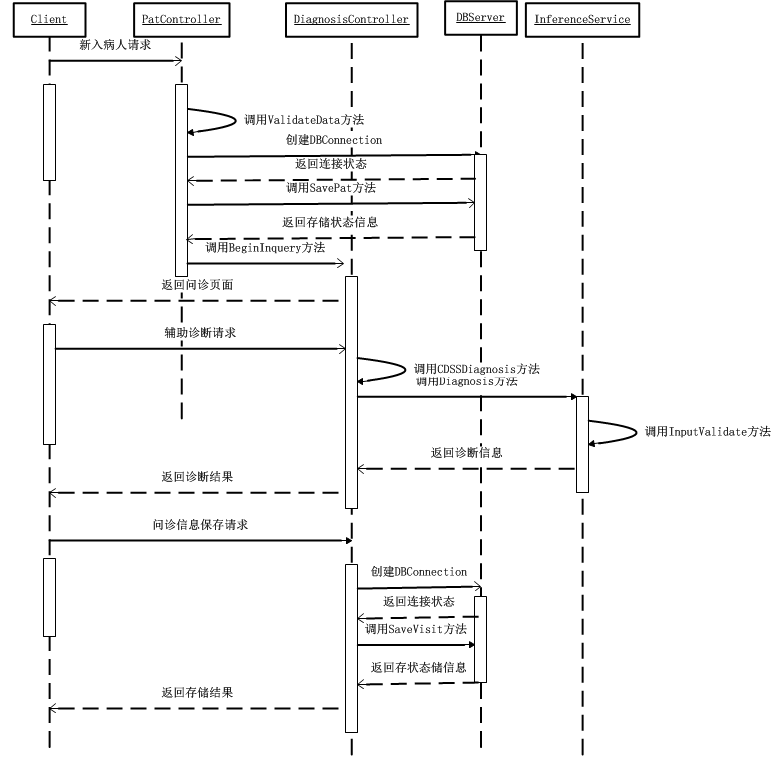 Client
PatController
DiagnosisController
DBServer
InferenceService
新入病人请求
调用ValidateData方法
创建DBConnection
返回连接状态
调用SavePat方法
返回存储状态信息
调用BeginInquery方法
返回问诊页面
辅助诊断请求
调用CDSSDiagnosis方法
调用Diagnosis方法
调用InputValidate方法
返回诊断信息
返回诊断结果
问诊信息保存请求
创建DBConnection
返回连接状态
调用SaveVisit方法
返回存状态储信息
返回存储结果